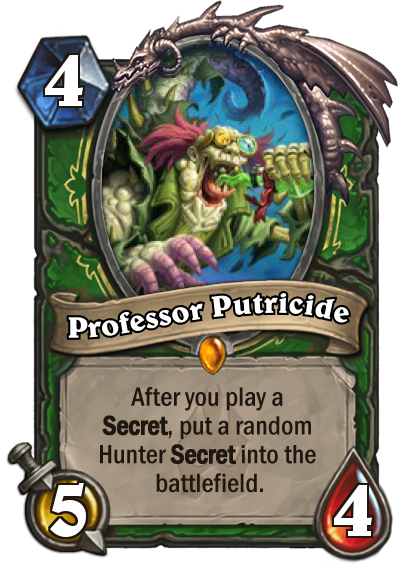 4
Professor Putricide
After you play a
Secret, put a random
Hunter Secret into the
battlefield.
5
4